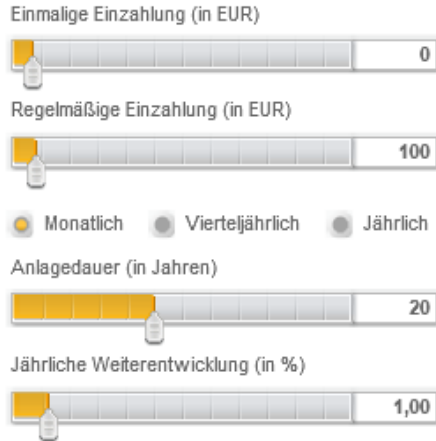 Einmalige Einzahlung (in EUR)
0
Regelmäßige Einzahlung (in EUR)
100
Monatlich Vierteljährlich Jährlich
Anlagedauer (in Jahren)
20
Jährliche Weiterentwicklung (in %)
1,00